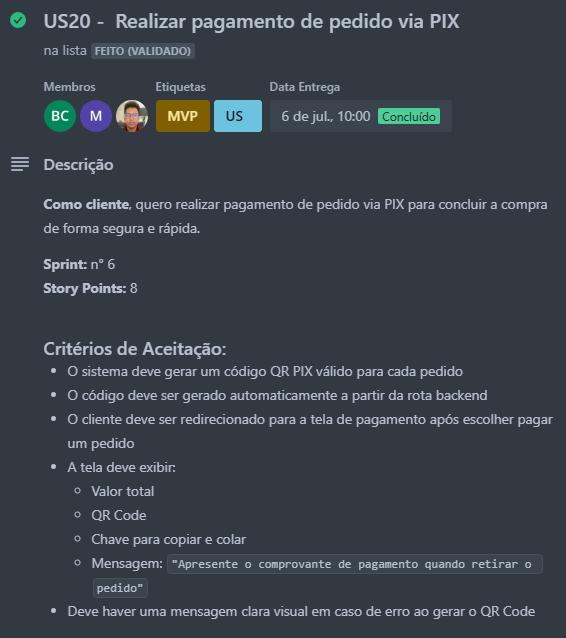 US20 - Realizar pagamento de pedido via PIX
na lista FEITO (VALIDADO)
Membros Etiquetas Data Entrega
BC M MVP US 6 de jul., 10:00 Concluído
Descrição
Como cliente, quero realizar pagamento de pedido via PIX para concluir a compra
de forma segura e rápida.
Sprint: n° 6
Story Points: 8
Critérios de Aceitação:
• O sistema deve gerar um código QR PIX válido para cada pedido
• O código deve ser gerado automaticamente a partir da rota backend
• O cliente deve ser redirecionado para a tela de pagamento após escolher pagar
um pedido
• A tela deve exibir:
◦ Valor total
◦ QR Code
◦ Chave para copiar e colar
◦ Mensagem: "Apresente o comprovante de pagamento quando retirar o
pedido"
• Deve haver uma mensagem clara visual em caso de erro ao gerar o QR Code